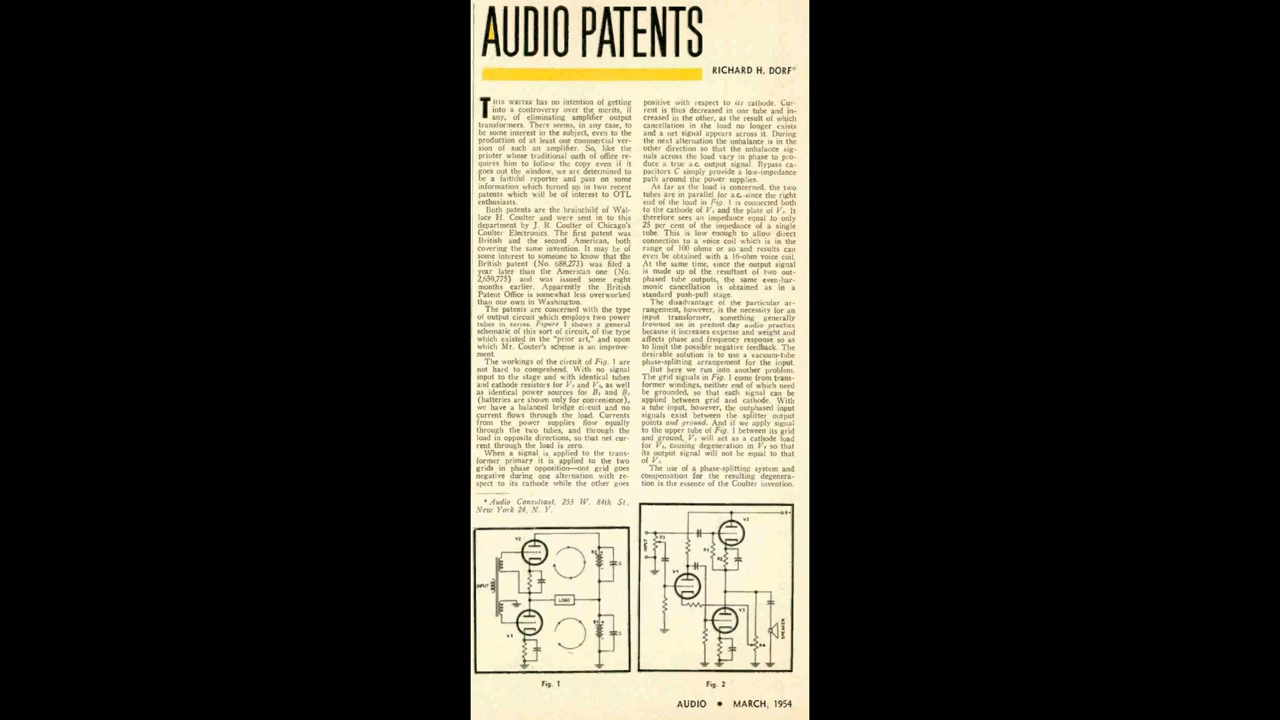 AUDIO PATENTS
RICHARD H. DORF*
THIS WRITER has no intention of getting
into a controversy over the merits, if
any, of eliminating amplifier output
transformers. There seems, in any case, to
be some interest in the subject, even to the
production of at least one commercial ver-
sion of such an amplifier. So, like the
printer whose traditional oath of office re-
quires him to follow the copy even if it
goes out the window, we are determined to
be a faithful reporter and pass on some
information which turned up in two recent
patents which will be of interest to OTL
enthusiasts.
Both patents are the brainchild of Wal-
lace H. Coulter and were sent in to this
department by J. R. Coulter of Chicago's
Coulter Electronics. The first patent was
British and the second American, both
covering the same invention. It may be of
some interest to someone to know that the
British patent (No. 688,273) was filed a
year later than the American one (No.
2,659,775) and was issued some eight
months earlier. Apparently the British
Patent Office is somewhat less overworked
than our own in Washington.
The patents are concerned with the type
of output circuit which employs two power
tubes in series. Figure 1 shows a general
schematic of this sort of circuit, of the type
which existed in the "prior art," and upon
which Mr. Couter's scheme is an improve-
ment.
The workings of the circuit of Fig. 1 are
not hard to comprehend. With no signal
input to the stage and with identical tubes
and cathode resistors for V1 and V2, as well
as identical power sources for B1 and B2
(batteries are shown only for convenience),
we have a balanced bridge circuit and no
current flows through the load. Currents
from the power supplies flow equally
through the two tubes, and through the
load in opposite directions, so that net cur-
rent through the load is zero.
When a signal is applied to the trans-
former primary it is applied to the two
grids in phase opposition—one grid goes
negative during one alternation with re-
spect to its cathode while the other goes
* Audio Consultant, 255 W. 84th St.,
New York 24, N. Y.
positive with respect to its cathode. Cur-
rent is thus decreased in one tube and in-
creased in the other, as the result of which
cancellation in the load no longer exists
and a net signal appears across it. During
the next alternation the unbalance is in the
other direction so that the unbalance sig-
nals across the load vary in phase to pro-
duce a true a.c. output signal. Bypass ca-
pacitors C simply provide a low-impedance
path around the power supplies.
As far as the load is concerned, the two
tubes are in parallel for a.c. since the right
end of the load in Fig. 1 is connected both
to the cathode of V2 and the plate of V1. It
therefore sees an impedance equal to only
25 per cent of the impedance of a single
tube. This is low enough to allow direct
connection to a voice coil which is in the
range of 100 ohms or so and results can
even be obtained with a 16-ohm voice coil.
At the same time, since the output signal
is made up of the resultant of two out-
phased tube outputs, the same even-har-
monic cancellation is obtained as in a
standard push-pull stage.
The disadvantage of the particular ar-
rangement, however, is the necessity for an
input transformer, something generally
frowned on in present-day audio practice
because it increases expense and weight and
affects phase and frequency response so as
to limit the possible negative feedback. The
desirable solution is to use a vacuum-tube
phase-splitting arrangement for the input.
But here we run into another problem.
The grid signals in Fig. 1 come from trans-
former windings, neither end of which need
be grounded, so that each signal can be
applied between grid and cathode. With
a tube input, however, the outphased input
signals exist between the splitter output
points and ground. And if we apply signal
to the upper tube of Fig. 1 between its grid
and ground, V1 will act as a cathode load
for V2, causing degeneration in V2 so that
its output signal will not be equal to that
of V1.
The use of a phase-splitting system and
compensation for the resulting degenera-
tion is the essence of the Coulter invention.
INPUT
V2
V1
LOAD
B2
B1
C
C
Fig. 1
INPUT
V1
V2
V3
R1
R4
B+
SPEAKER
Fig. 2
AUDIO • MARCH, 1954